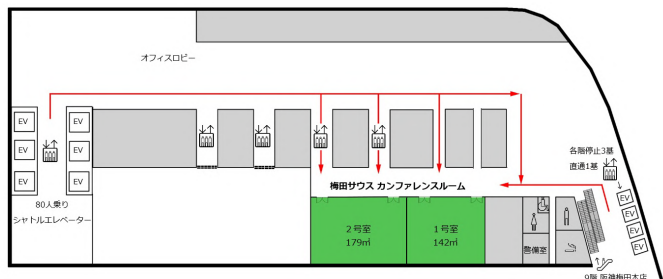 オフィスロビー
EV
EV
EV
EV
EV
EV
80人乗り
シャトルエレベーター
各階停止3基
直通1基
梅田サウス カンファレンスルーム
2号室
179㎡
1号室
142㎡
警備室
EV
EV
EV
EV
9階 阪神梅田本店